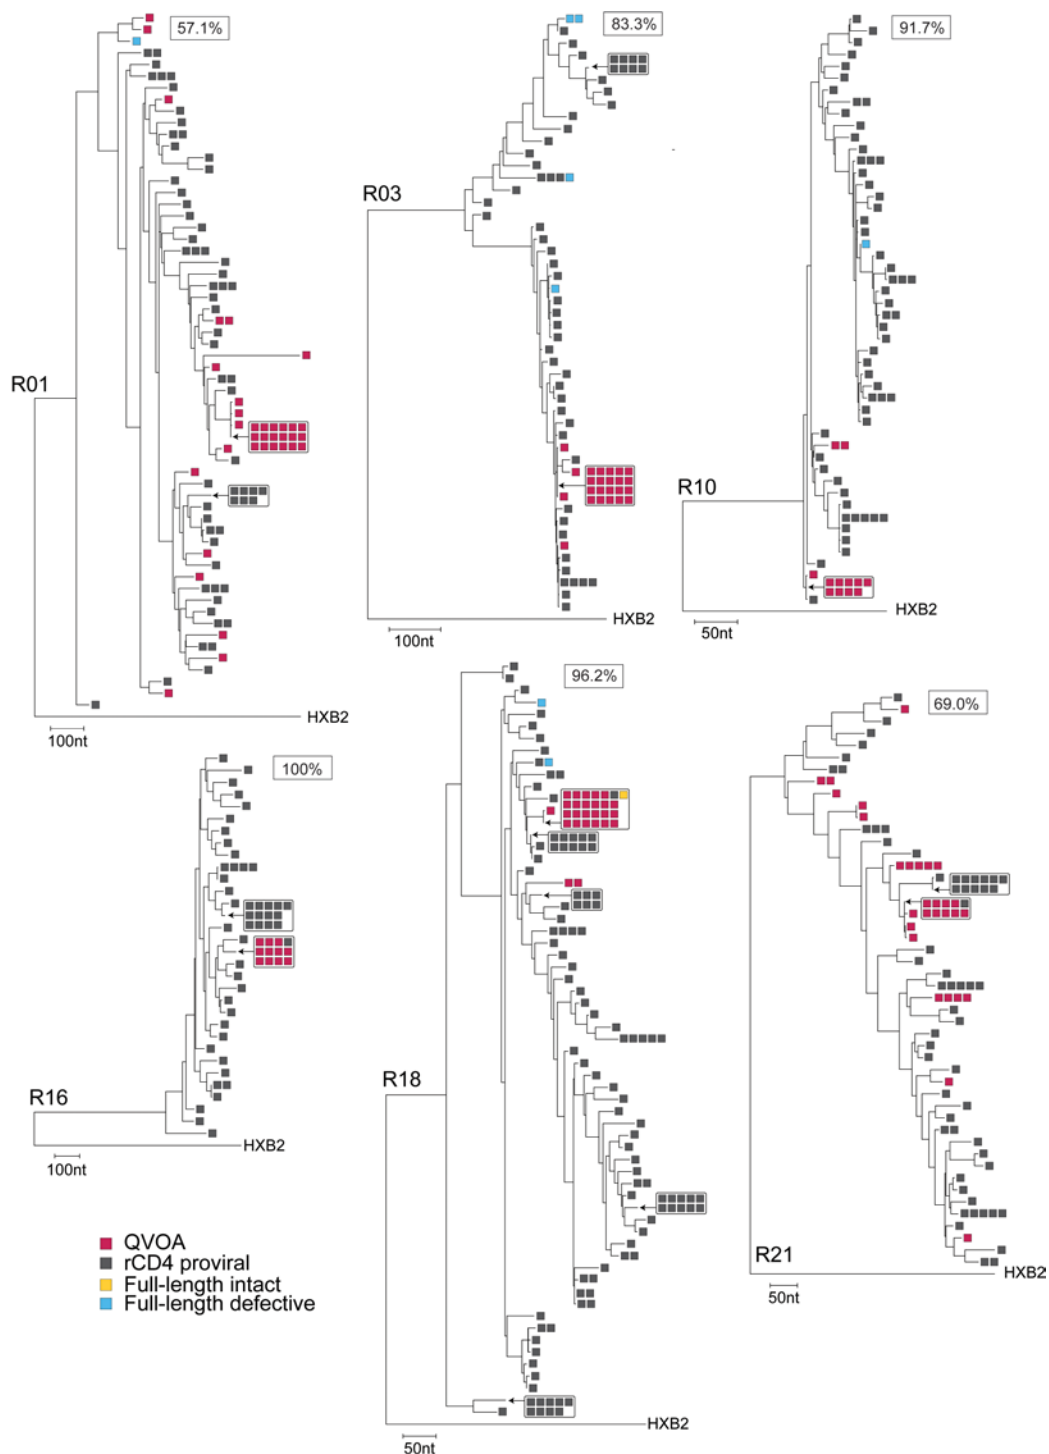 57.1%
83.3%
91.7%
R03
R01
R10
HXB2
100nt
HXB2
50nt
HXB2
100nt
96.2%
69.0%
100%
R18
R16
HXB2
100nt
R21
HXB2
50nt
QVOA
rCD4 proviral
Full-length intact
Full-length defective
HXB2
50nt